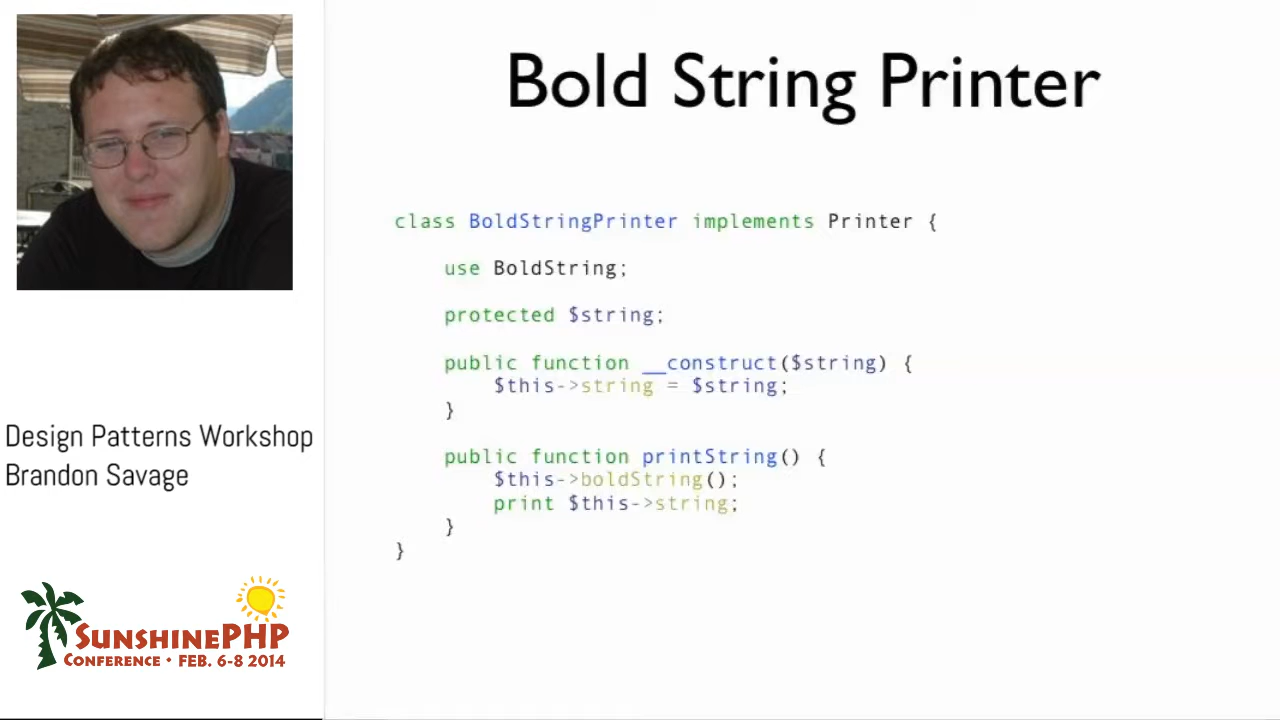 Bold String Printer
class BoldStringPrinter implements Printer {
use BoldString;
protected $string;
public function __construct($string) {
$this->string = $string;
}
public function printString() {
$this->boldString();
print $this->string;
}
}
Design Patterns Workshop
Brandon Savage
SUNSHINEPHP
CONFERENCE • FEB. 6-8 2014